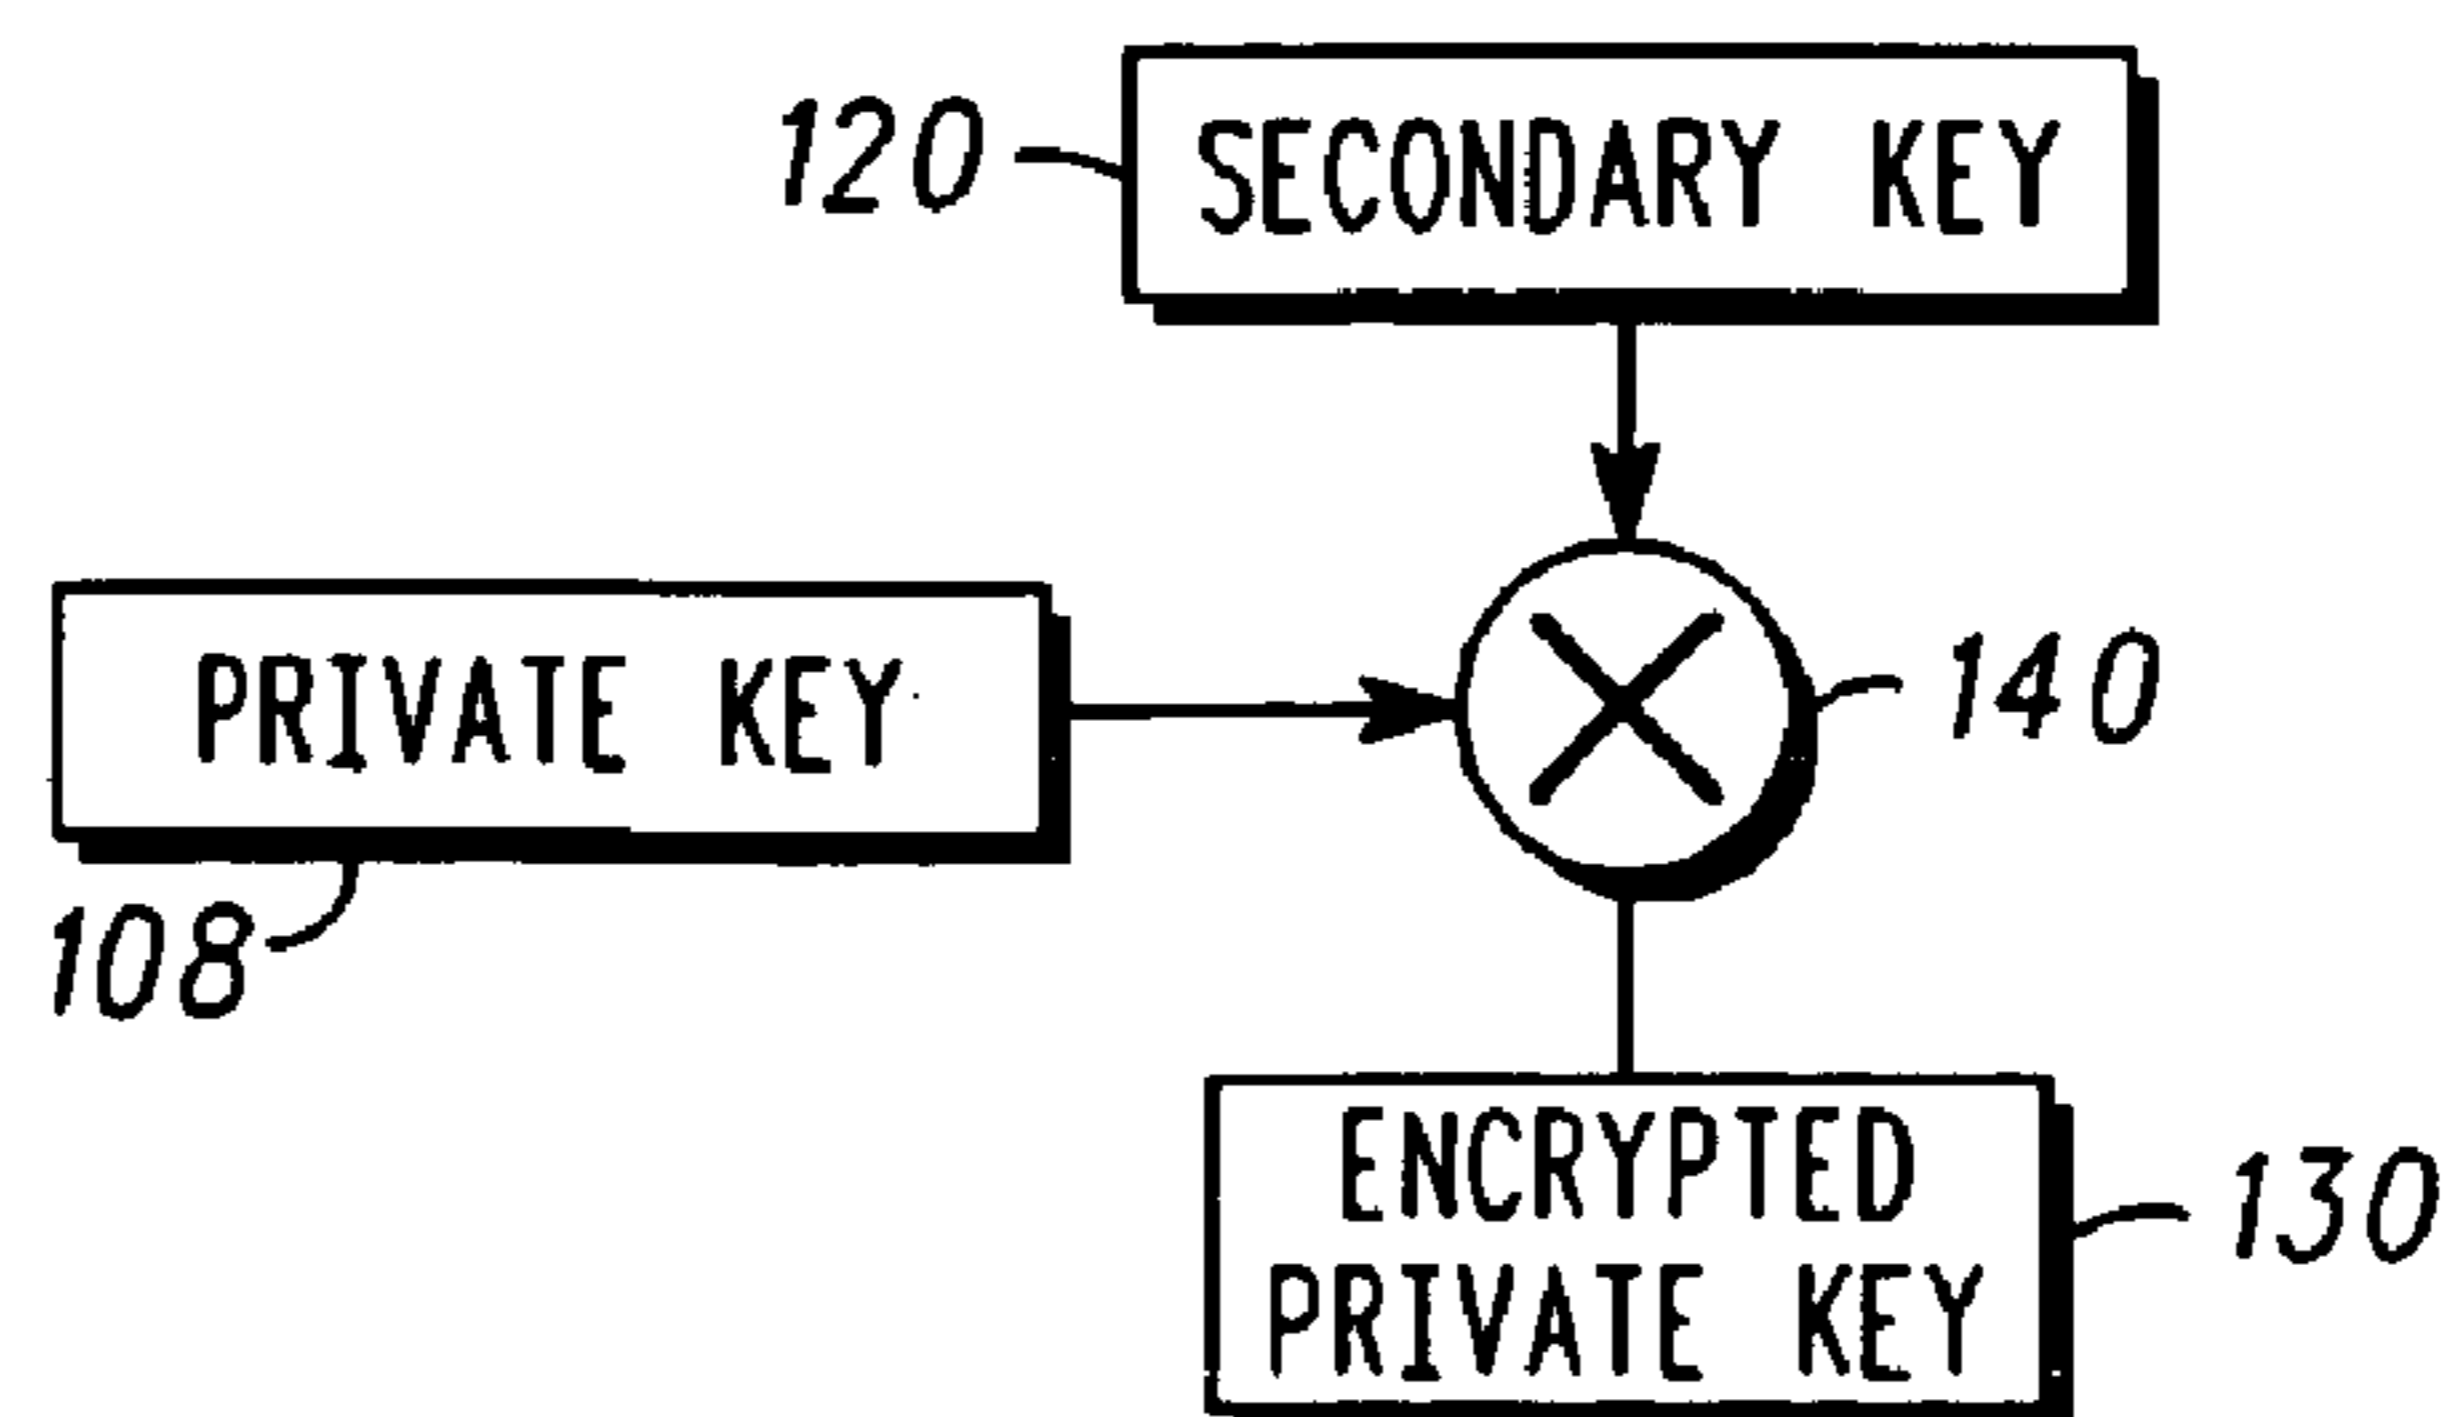 120
SECONDARY KEY
PRIVATE KEY
140
108
ENCRYPTED
PRIVATE KEY
130